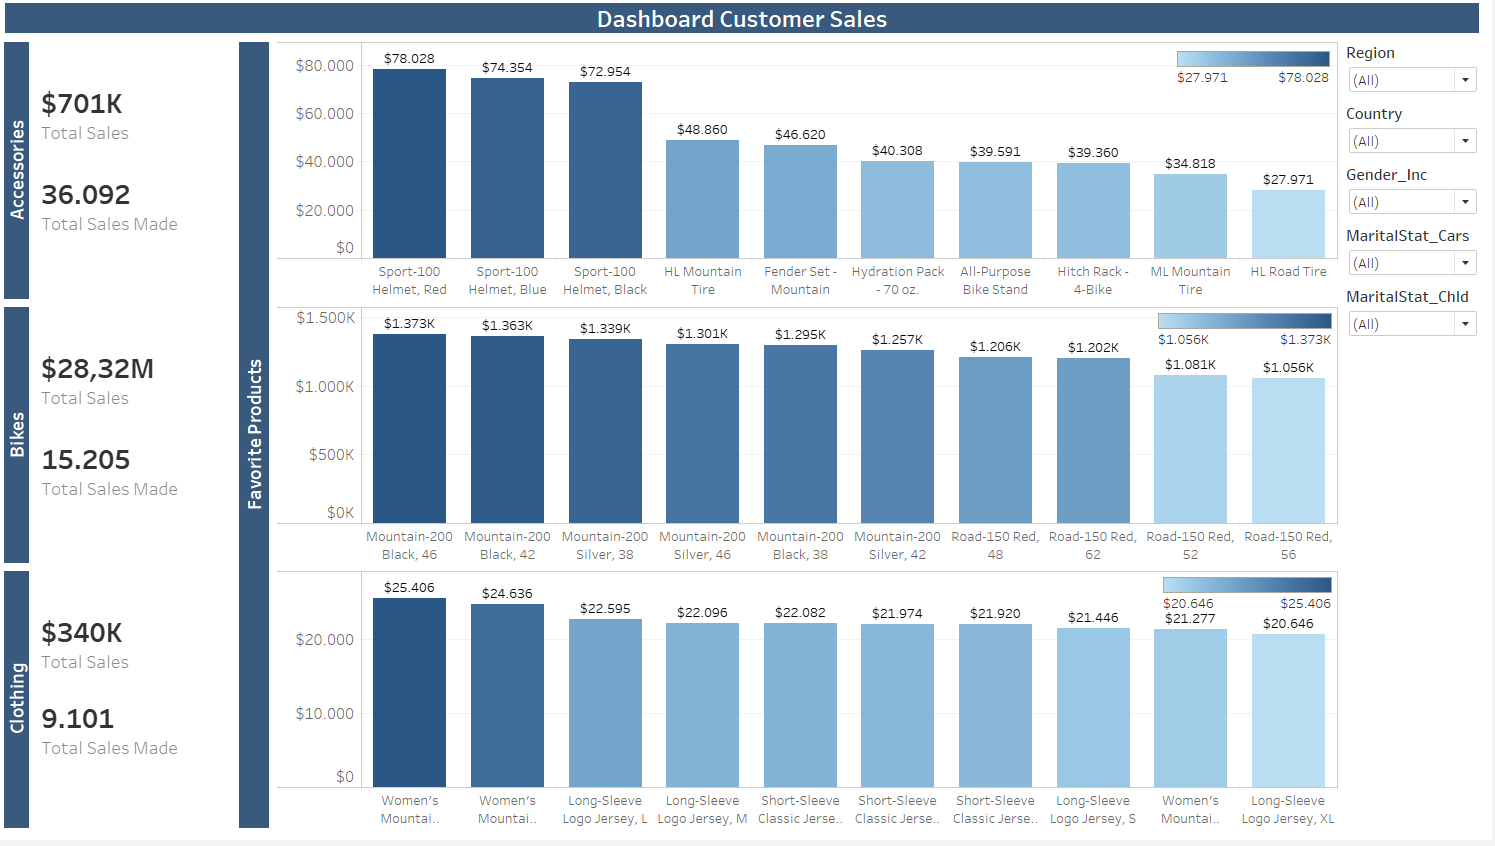 Dashboard Customer Sales
Accessories
$701K
Total Sales
36.092
Total Sales Made
Bikes
$28,32M
Total Sales
15.205
Total Sales Made
Clothing
$340K
Total Sales
9.101
Total Sales Made
Favorite Products
$80.000
$60.000
$40.000
$20.000
$0
$78.028
$74.354
$72.954
$48.860
$46.620
$40.308
$39.591
$39.360
$34.818
$27.971
$27.971 $78.028
Sport-100
Helmet, Red
Sport-100
Helmet, Blue
Sport-100
Helmet, Black
HL Mountain
Tire
Fender Set -
Mountain
Hydration Pack
- 70 oz.
All-Purpose
Bike Stand
Hitch Rack -
4-Bike
ML Mountain
Tire
HL Road Tire
$1.500K
$1.000K
$500K
$0K
$1.373K
$1.363K
$1.339K
$1.301K
$1.295K
$1.257K
$1.206K
$1.202K
$1.081K
$1.056K
$1.056K $1.373K
Mountain-200
Black, 46
Mountain-200
Black, 42
Mountain-200
Silver, 38
Mountain-200
Silver, 46
Mountain-200
Black, 38
Mountain-200
Silver, 42
Road-150 Red,
48
Road-150 Red,
62
Road-150 Red,
52
Road-150 Red,
56
$20.000
$10.000
$0
$25.406
$24.636
$22.595
$22.096
$22.082
$21.974
$21.920
$21.446
$21.277
$20.646
$20.646 $25.406
Women's
Mountai..
Women's
Mountai..
Long-Sleeve
Logo Jersey, L
Long-Sleeve
Logo Jersey, M
Short-Sleeve
Classic Jerse..
Short-Sleeve
Classic Jerse..
Short-Sleeve
Classic Jerse..
Long-Sleeve
Logo Jersey, S
Women's
Mountai..
Long-Sleeve
Logo Jersey, XL
Region
(All)
Country
(All)
Gender_Inc
(All)
MaritalStat_Cars
(All)
MaritalStat_Chld
(All)